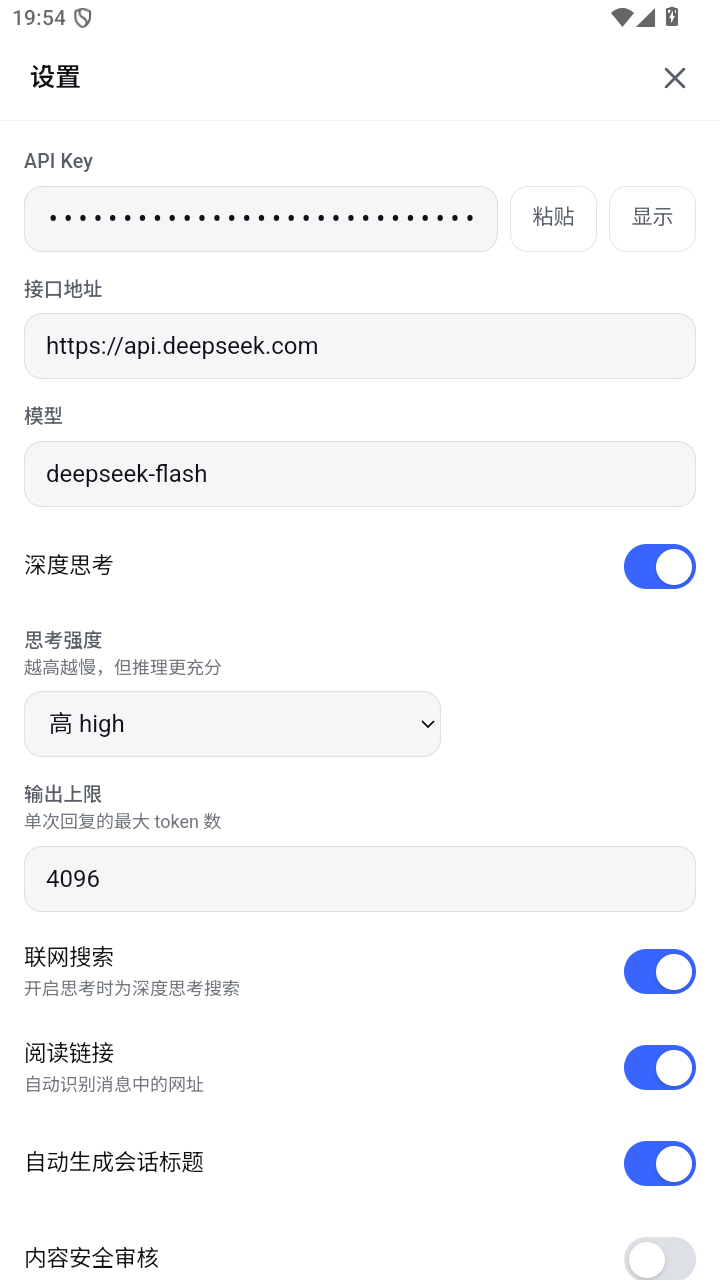 19:54
设置
API Key
••••••••••••••••••••••••••••• 粘贴 显示
接口地址
https://api.deepseek.com
模型
deepseek-flash
深度思考
思考强度
越高越慢，但推理更充分
高 high
输出上限
单次回复的最大 token 数
4096
联网搜索
开启思考时为深度思考搜索
阅读链接
自动识别消息中的网址
自动生成会话标题
内容安全审核